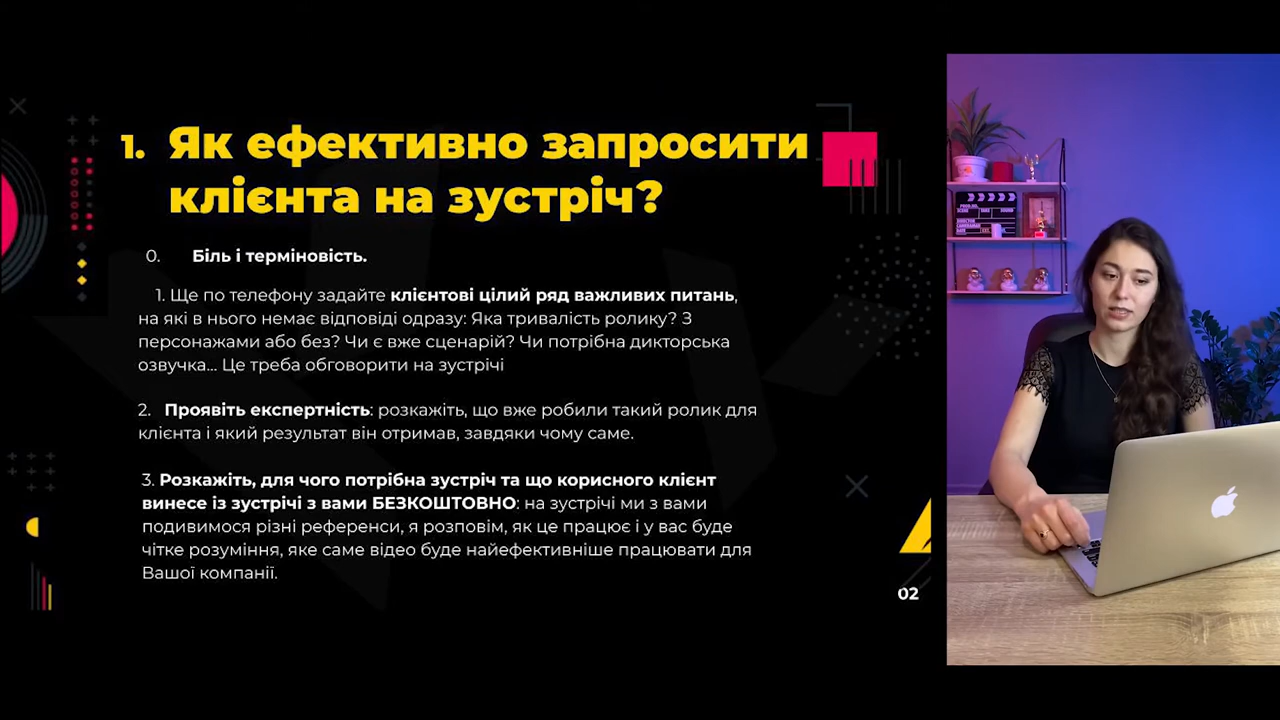 1. Як ефективно запросити
клієнта на зустріч?
0. Біль і терміновість.
1. Ще по телефону задайте клієнтові цілий ряд важливих питань,
на які в нього немає відповіді одразу: Яка тривалість ролику? З
персонажами або без? Чи є вже сценарій? Чи потрібна дикторська
озвучка... Це треба обговорити на зустрічі
2. Проявіть експертність: розкажіть, що вже робили такий ролик для
клієнта і який результат він отримав, завдяки чому саме.
3. Розкажіть, для чого потрібна зустріч та що корисного клієнт
винесе із зустрічі з вами БЕЗКОШТОВНО: на зустрічі ми з вами
подивимося різні референси, я розповім, як це працює і у вас буде
чітке розуміння, яке саме відео буде найефективніше працювати для
Вашої компанії.
02